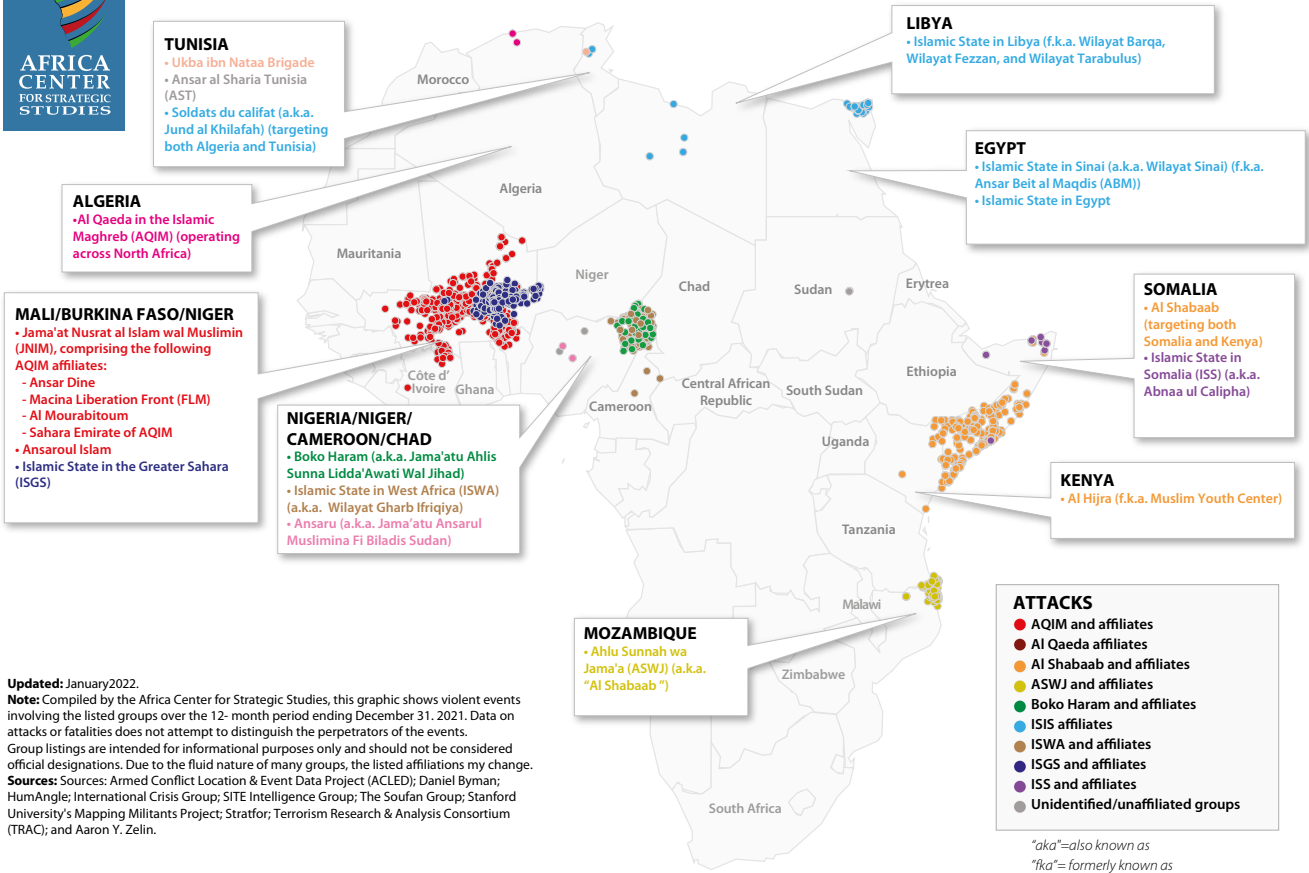 AFRICA
CENTER
FOR STRATEGIC
STUDIES
TUNISIA
• Ukba ibn Nataa Brigade
• Ansar al Sharia Tunisia
(AST)
• Soldats du califat (a.k.a.
Jund al Khilafah) (targeting
both Algeria and Tunisia)
LIBYA
• Islamic State in Libya (f.k.a. Wilayat Barqa,
Wilayat Fezzan, and Wilayat Tarabulus)
EGYPT
• Islamic State in Sinai (a.k.a. Wilayat Sinai) (f.k.a.
Ansar Beit al Maqdis (ABM))
• Islamic State in Egypt
ALGERIA
•Al Qaeda in the Islamic
Maghreb (AQIM) (operating
across North Africa)
MALI/BURKINA FASO/NIGER
• Jama'at Nusrat al Islam wal Muslimin
(JNIM), comprising the following
AQIM affiliates:
- Ansar Dine
- Macina Liberation Front (FLM)
- Al Mourabitoum
- Sahara Emirate of AQIM
• Ansaroul Islam
• Islamic State in the Greater Sahara
(ISGS)
NIGERIA/NIGER/
CAMEROON/CHAD
• Boko Haram (a.k.a. Jama'atu Ahlis
Sunna Lidda'Awati Wal Jihad)
• Islamic State in West Africa (ISWA)
(a.k.a. Wilayat Gharb Ifriqiya)
• Ansaru (a.k.a. Jama’atu Ansarul
Muslimina Fi Biladis Sudan)
SOMALIA
• Al Shabaab
(targeting both
Somalia and Kenya)
• Islamic State in
Somalia (ISS) (a.k.a.
Abnaa ul Calipha)
KENYA
• Al Hijra (f.k.a. Muslim Youth Center)
MOZAMBIQUE
• Ahlu Sunnah wa
Jama'a (ASWJ) (a.k.a.
“Al Shabaab ”)
Morocco
Algeria
Mauritania
Niger
Chad
Sudan
Erytrea
Côte d’
Ivoire
Ghana
Cameroon
Central African
Republic
South Sudan
Ethiopia
Uganda
Tanzania
Malawi
Zimbabwe
South Africa
ATTACKS
AQIM and affiliates
Al Qaeda affiliates
Al Shabaab and affiliates
ASWJ and affiliates
Boko Haram and affiliates
ISIS affiliates
ISWA and affiliates
ISGS and affiliates
ISS and affiliates
Unidentified/unaffiliated groups
"aka"=also known as
"fka"= formerly known as
Updated: January2022.
Note: Compiled by the Africa Center for Strategic Studies, this graphic shows violent events
involving the listed groups over the 12- month period ending December 31. 2021. Data on
attacks or fatalities does not attempt to distinguish the perpetrators of the events.
Group listings are intended for informational purposes only and should not be considered
official designations. Due to the fluid nature of many groups, the listed affiliations my change.
Sources: Sources: Armed Conflict Location & Event Data Project (ACLED); Daniel Byman;
HumAngle; International Crisis Group; SITE Intelligence Group; The Soufan Group; Stanford
University's Mapping Militants Project; Stratfor; Terrorism Research & Analysis Consortium
(TRAC); and Aaron Y. Zelin.